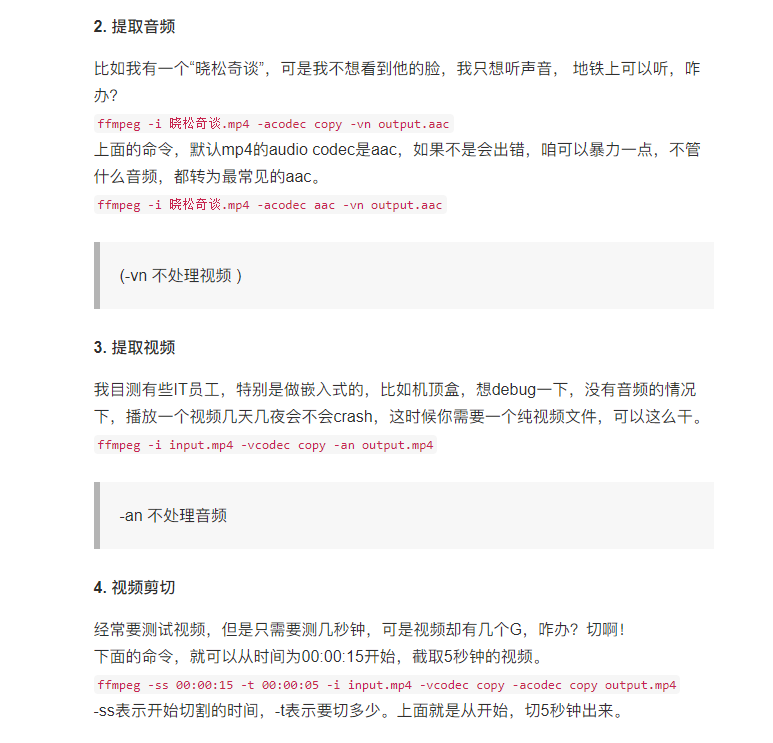 2. 提取音频
比如我有一个“晓松奇谈”，可是我不想看到他的脸，我只想听声音， 地铁上可以听，咋
办？
ffmpeg -i 晓松奇谈.mp4 -acodec copy -vn output.aac
上面的命令，默认mp4的audio codec是aac，如果不是会出错，咱可以暴力一点，不管
什么音频，都转为最常见的aac。
ffmpeg -i 晓松奇谈.mp4 -acodec aac -vn output.aac
(-vn 不处理视频 )
3. 提取视频
我目测有些IT员工，特别是做嵌入式的，比如机顶盒，想debug一下，没有音频的情况
下，播放一个视频几天几夜会不会crash，这时候你需要一个纯视频文件，可以这么干。
ffmpeg -i input.mp4 -vcodec copy -an output.mp4
-an 不处理音频
4. 视频剪切
经常要测试视频，但是只需要测几秒钟，可是视频却有几个G，咋办？切啊！
下面的命令，就可以从时间为00:00:15开始，截取5秒钟的视频。
ffmpeg -ss 00:00:15 -t 00:00:05 -i input.mp4 -vcodec copy -acodec copy output.mp4
-ss表示开始切割的时间，-t表示要切多少。上面就是从开始，切5秒钟出来。